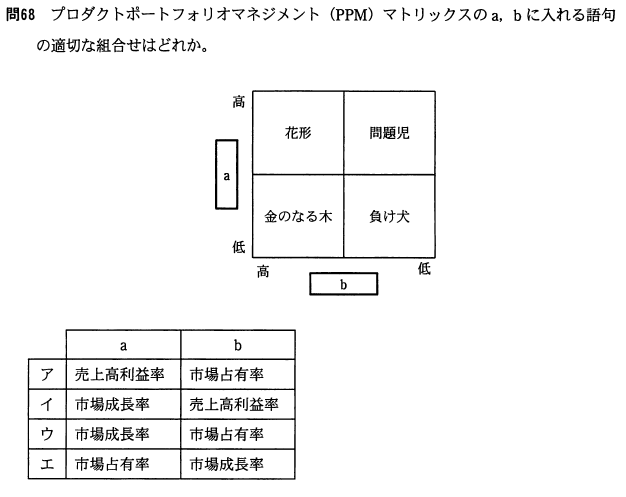 問68 プロダクトポートフォリオマネジメント（PPM）マトリックスのa，bに入れる語句
の適切な組合せはどれか。
高
花形 問題児
a
金のなる木 負け犬
低
高 低
b
a b
ア 売上高利益率 市場占有率
イ 市場成長率 売上高利益率
ウ 市場成長率 市場占有率
エ 市場占有率 市場成長率